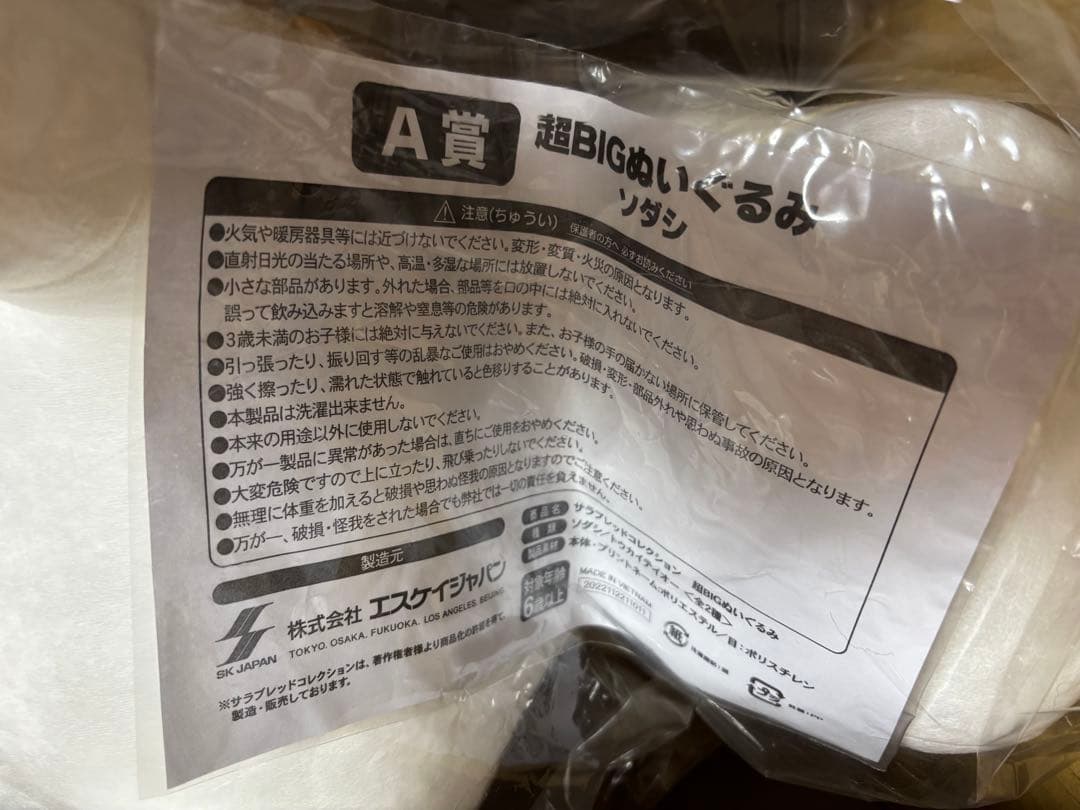 A賞
超BIGぬいぐるみ
ソダシ
注意(ちゅうい) 保護者の方へ 必ずお読みください
●火気や暖房器具等には近づけないでください。変形・変質・火災の原因となります。
●直射日光の当たる場所や、高温・多湿な場所には放置しないでください。
●小さな部品があります。外れた場合、部品等を口の中には絶対に入れないでください。
誤って飲み込みますと溶解や窒息等の危険があります。
●3歳未満のお子様には絶対に与えないでください。また、お子様の手の届かない場所に保管してください。
●引っ張ったり、振り回す等の乱暴なご使用はおやめください。破損・変形・部品外れや思わぬ事故の原因となります。
●強く擦ったり、濡れた状態で触れていると色移りすることがあります。
●本製品は洗濯出来ません。
●本来の用途以外に使用しないでください。
●万が一製品に異常があった場合は、直ちにご使用をおやめください。
●大変危険ですので上に立ったり、飛び乗ったりしないでください。
●無理に体重を加えると破損や思わぬ怪我の原因となりますのでご注意ください。
●万が一、破損・怪我をされた場合でも弊社では一切の責任を負えません。
製造元
SK JAPAN
株式会社 エスケイジャパン
TOKYO. OSAKA. FUKUOKA. LOS ANGELES. BEIJING
※サラブレッドコレクションは、著作権者様より商品化の許諾を得て、
製造・販売しております。
景品名 サラブレッドコレクション 超BIGぬいぐるみ
種類 ソダシ/トウカイテイオー <全2種>
製品素材 本体・プリントネーム:ポリエステル/目:ポリスチレン
対象年齢
6歳以上
MADE IN VIETNAM
紙
プラ